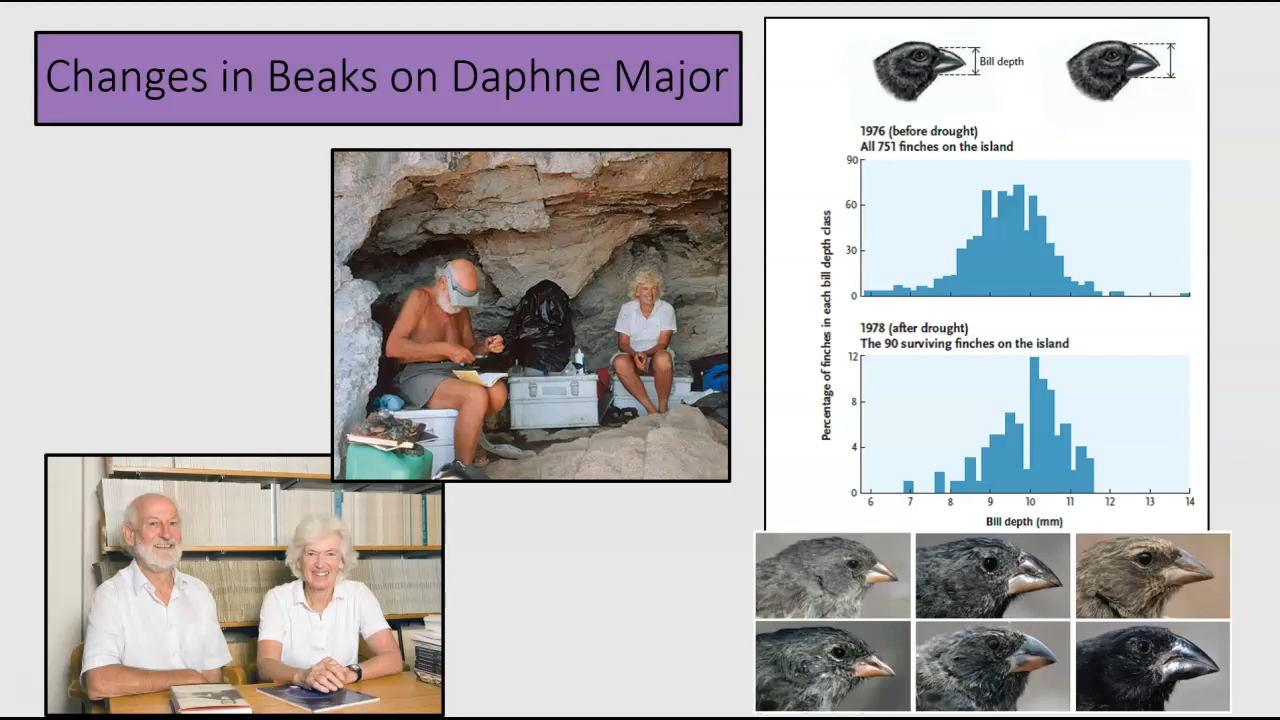 Changes in Beaks on Daphne Major
Bill depth
1976 (before drought)
All 751 finches on the island
90
60
30
0
Percentage of finches in each bill depth class
1978 (after drought)
The 90 surviving finches on the island
12
8
4
0
6 7 8 9 10 11 12 13 14
Bill depth (mm)